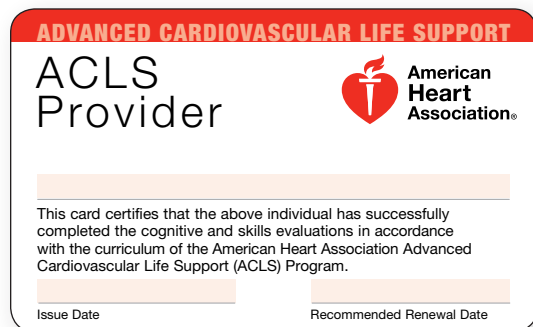 ADVANCED CARDIOVASCULAR LIFE SUPPORT
ACLS
Provider
American
Heart
Association®
This card certifies that the above individual has successfully
completed the cognitive and skills evaluations in accordance
with the curriculum of the American Heart Association Advanced
Cardiovascular Life Support (ACLS) Program.
Issue Date
Recommended Renewal Date